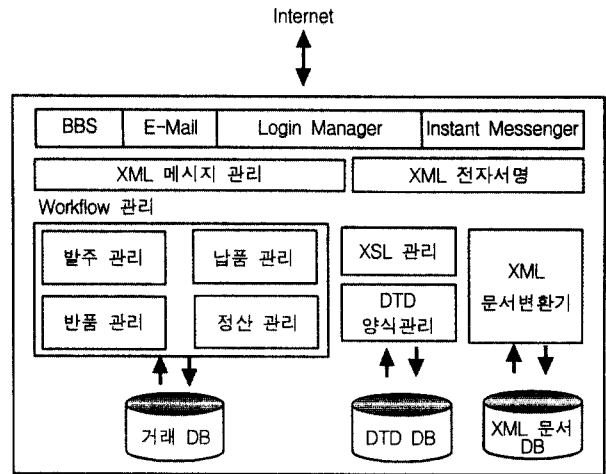 Internet
BBS E-Mail Login Manager Instant Messenger
XML 메시지 관리 XML 전자서명
Workflow 관리
발주 관리 납품 관리
반품 관리 정산 관리
XSL 관리
DTD
양식관리
XML
문서변환기
거래 DB
DTD DB
XML 문서
DB